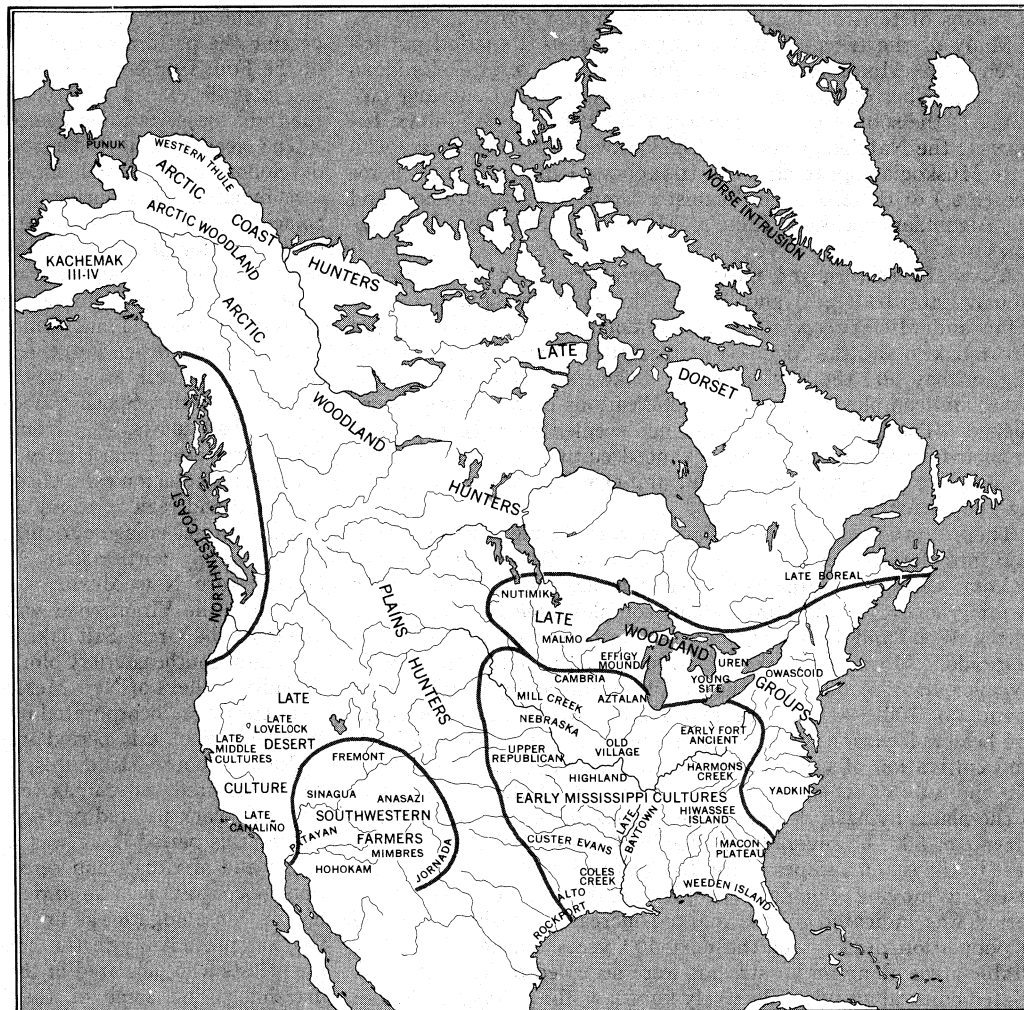 PUNUK
WESTERN THULE
ARCTIC COAST HUNTERS
ARCTIC WOODLAND
KACHEMAK
III-IV
NORSE INTRUSION
ARCTIC WOODLAND HUNTERS
LATE DORSET
NORTHWEST COAST
PLAINS HUNTERS
LATE BOREAL
NUTIMIK
LATE WOODLAND GROUPS
MALMO
EFFIGY
MOUND
UREN
YOUNG
SITE
OWASCOID
CAMBRIA
AZTALAN
MILL CREEK
NEBRASKA
UPPER
REPUBLICAN
OLD
VILLAGE
EARLY FORT
ANCIENT
HARMONS
CREEK
HIGHLAND
YADKIN
EARLY MISSISSIPPI CULTURES
HIWASSEE
ISLAND
LATE
BAYTOWN
CUSTER EVANS
MACON
PLATEAU
COLES
CREEK
ALTO
WEEDEN ISLAND
ROCKPORT
LATE
DESERT
CULTURE
LATE
LOVELOCK
LATE
MIDDLE
CULTURES
FREMONT
SINAGUA
ANASAZI
SOUTHWESTERN
FARMERS
LATE
CANALIÑO
PATAYAN
MIMBRES
HOHOKAM
JORNADA